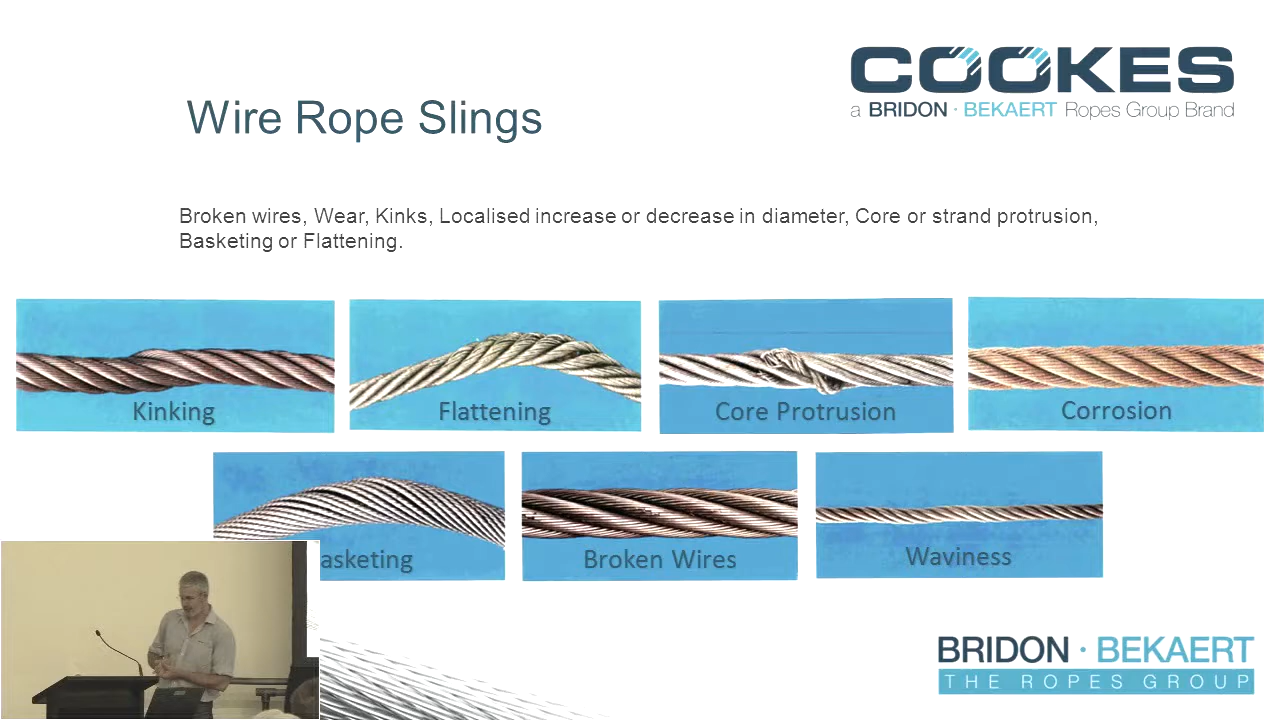 COOKES
a BRIDON · BEKAERT Ropes Group Brand
Wire Rope Slings
Broken wires, Wear, Kinks, Localised increase or decrease in diameter, Core or strand protrusion,
Basketing or Flattening.
Kinking
Flattening
Core Protrusion
Corrosion
asketing
Broken Wires
Waviness
BRIDON · BEKAERT
THE ROPES GROUP